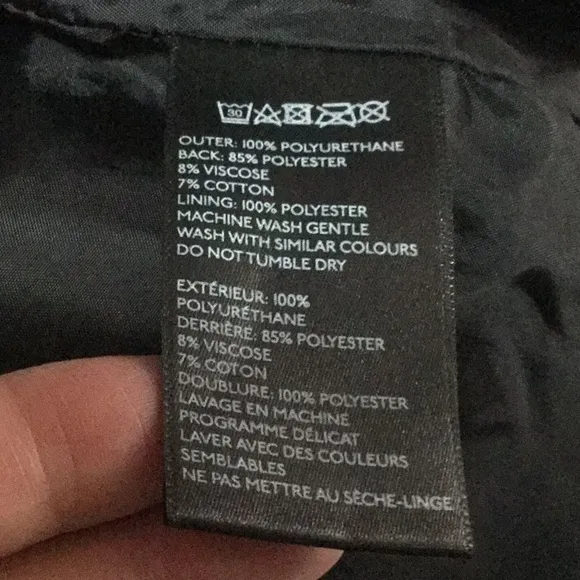 30
OUTER: 100% POLYURETHANE
BACK: 85% POLYESTER
8% VISCOSE
7% COTTON
LINING: 100% POLYESTER
MACHINE WASH GENTLE
WASH WITH SIMILAR COLOURS
DO NOT TUMBLE DRY
EXTÉRIEUR: 100%
POLYURÉTHANE
DERRIÈRE: 85% POLYESTER
8% VISCOSE
7% COTON
DOUBLURE: 100% POLYESTER
LAVAGE EN MACHINE
PROGRAMME DÉLICAT
LAVER AVEC DES COULEURS
SEMBLABLES
NE PAS METTRE AU SÈCHE-LINGE